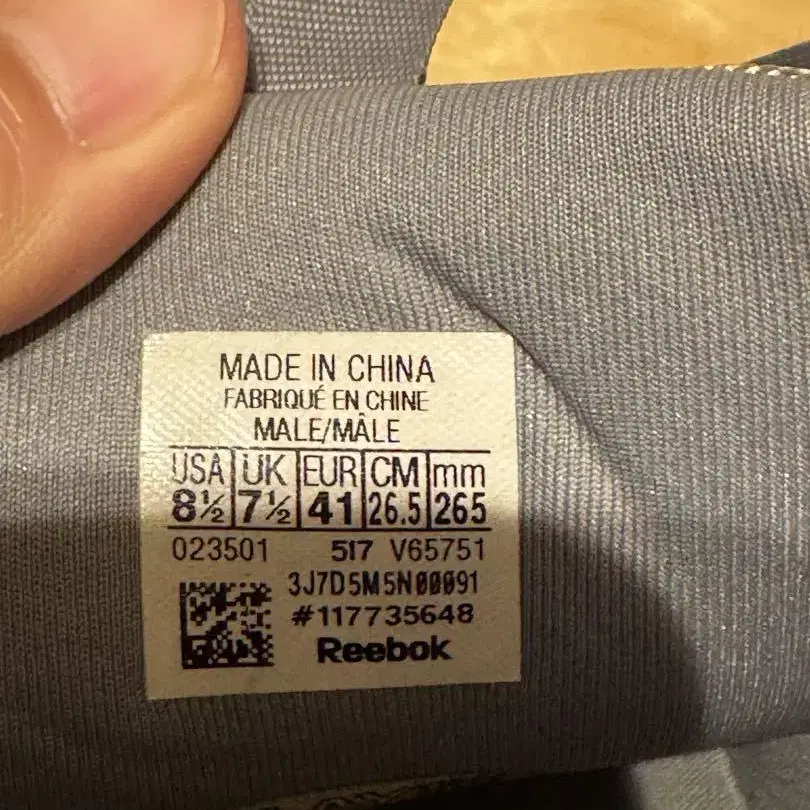 MADE IN CHINA
FABRIQUÉ EN CHINE
MALE/MÂLE
USA UK EUR CM mm
8½ 7½ 41 26.5 265
023501 517 V65751
3J7D5M5N00091
#117735648
Reebok